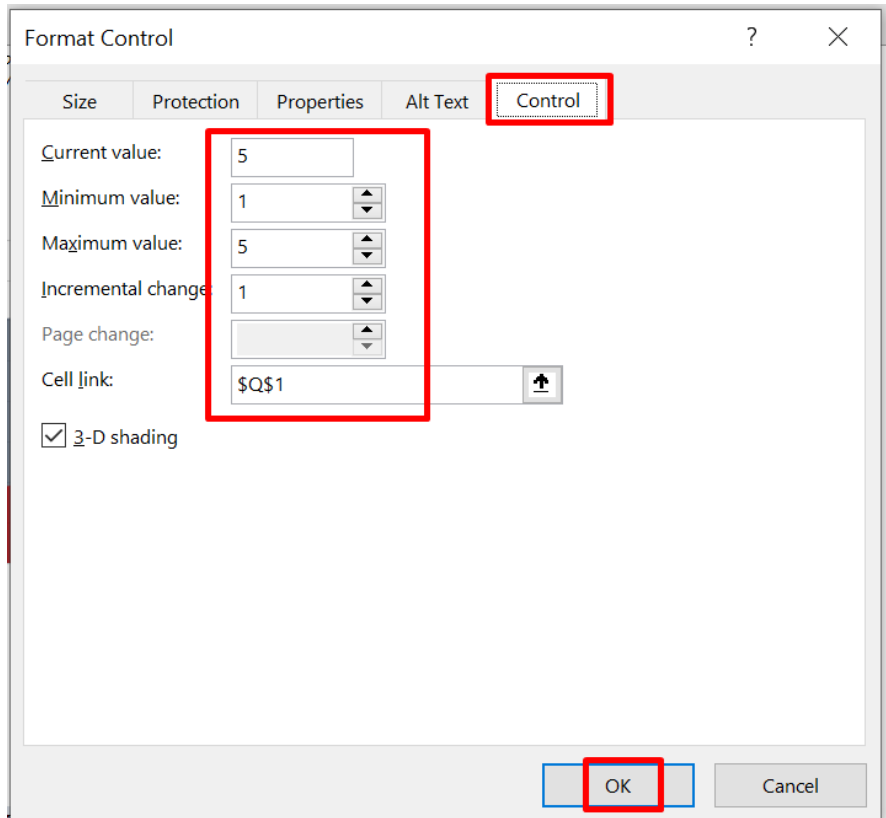 Format Control ?
Size Protection Properties Alt Text Control
Current value: 5
Minimum value: 1
Maximum value: 5
Incremental change: 1
Page change:
Cell link: $Q$1
3-D shading
OK Cancel